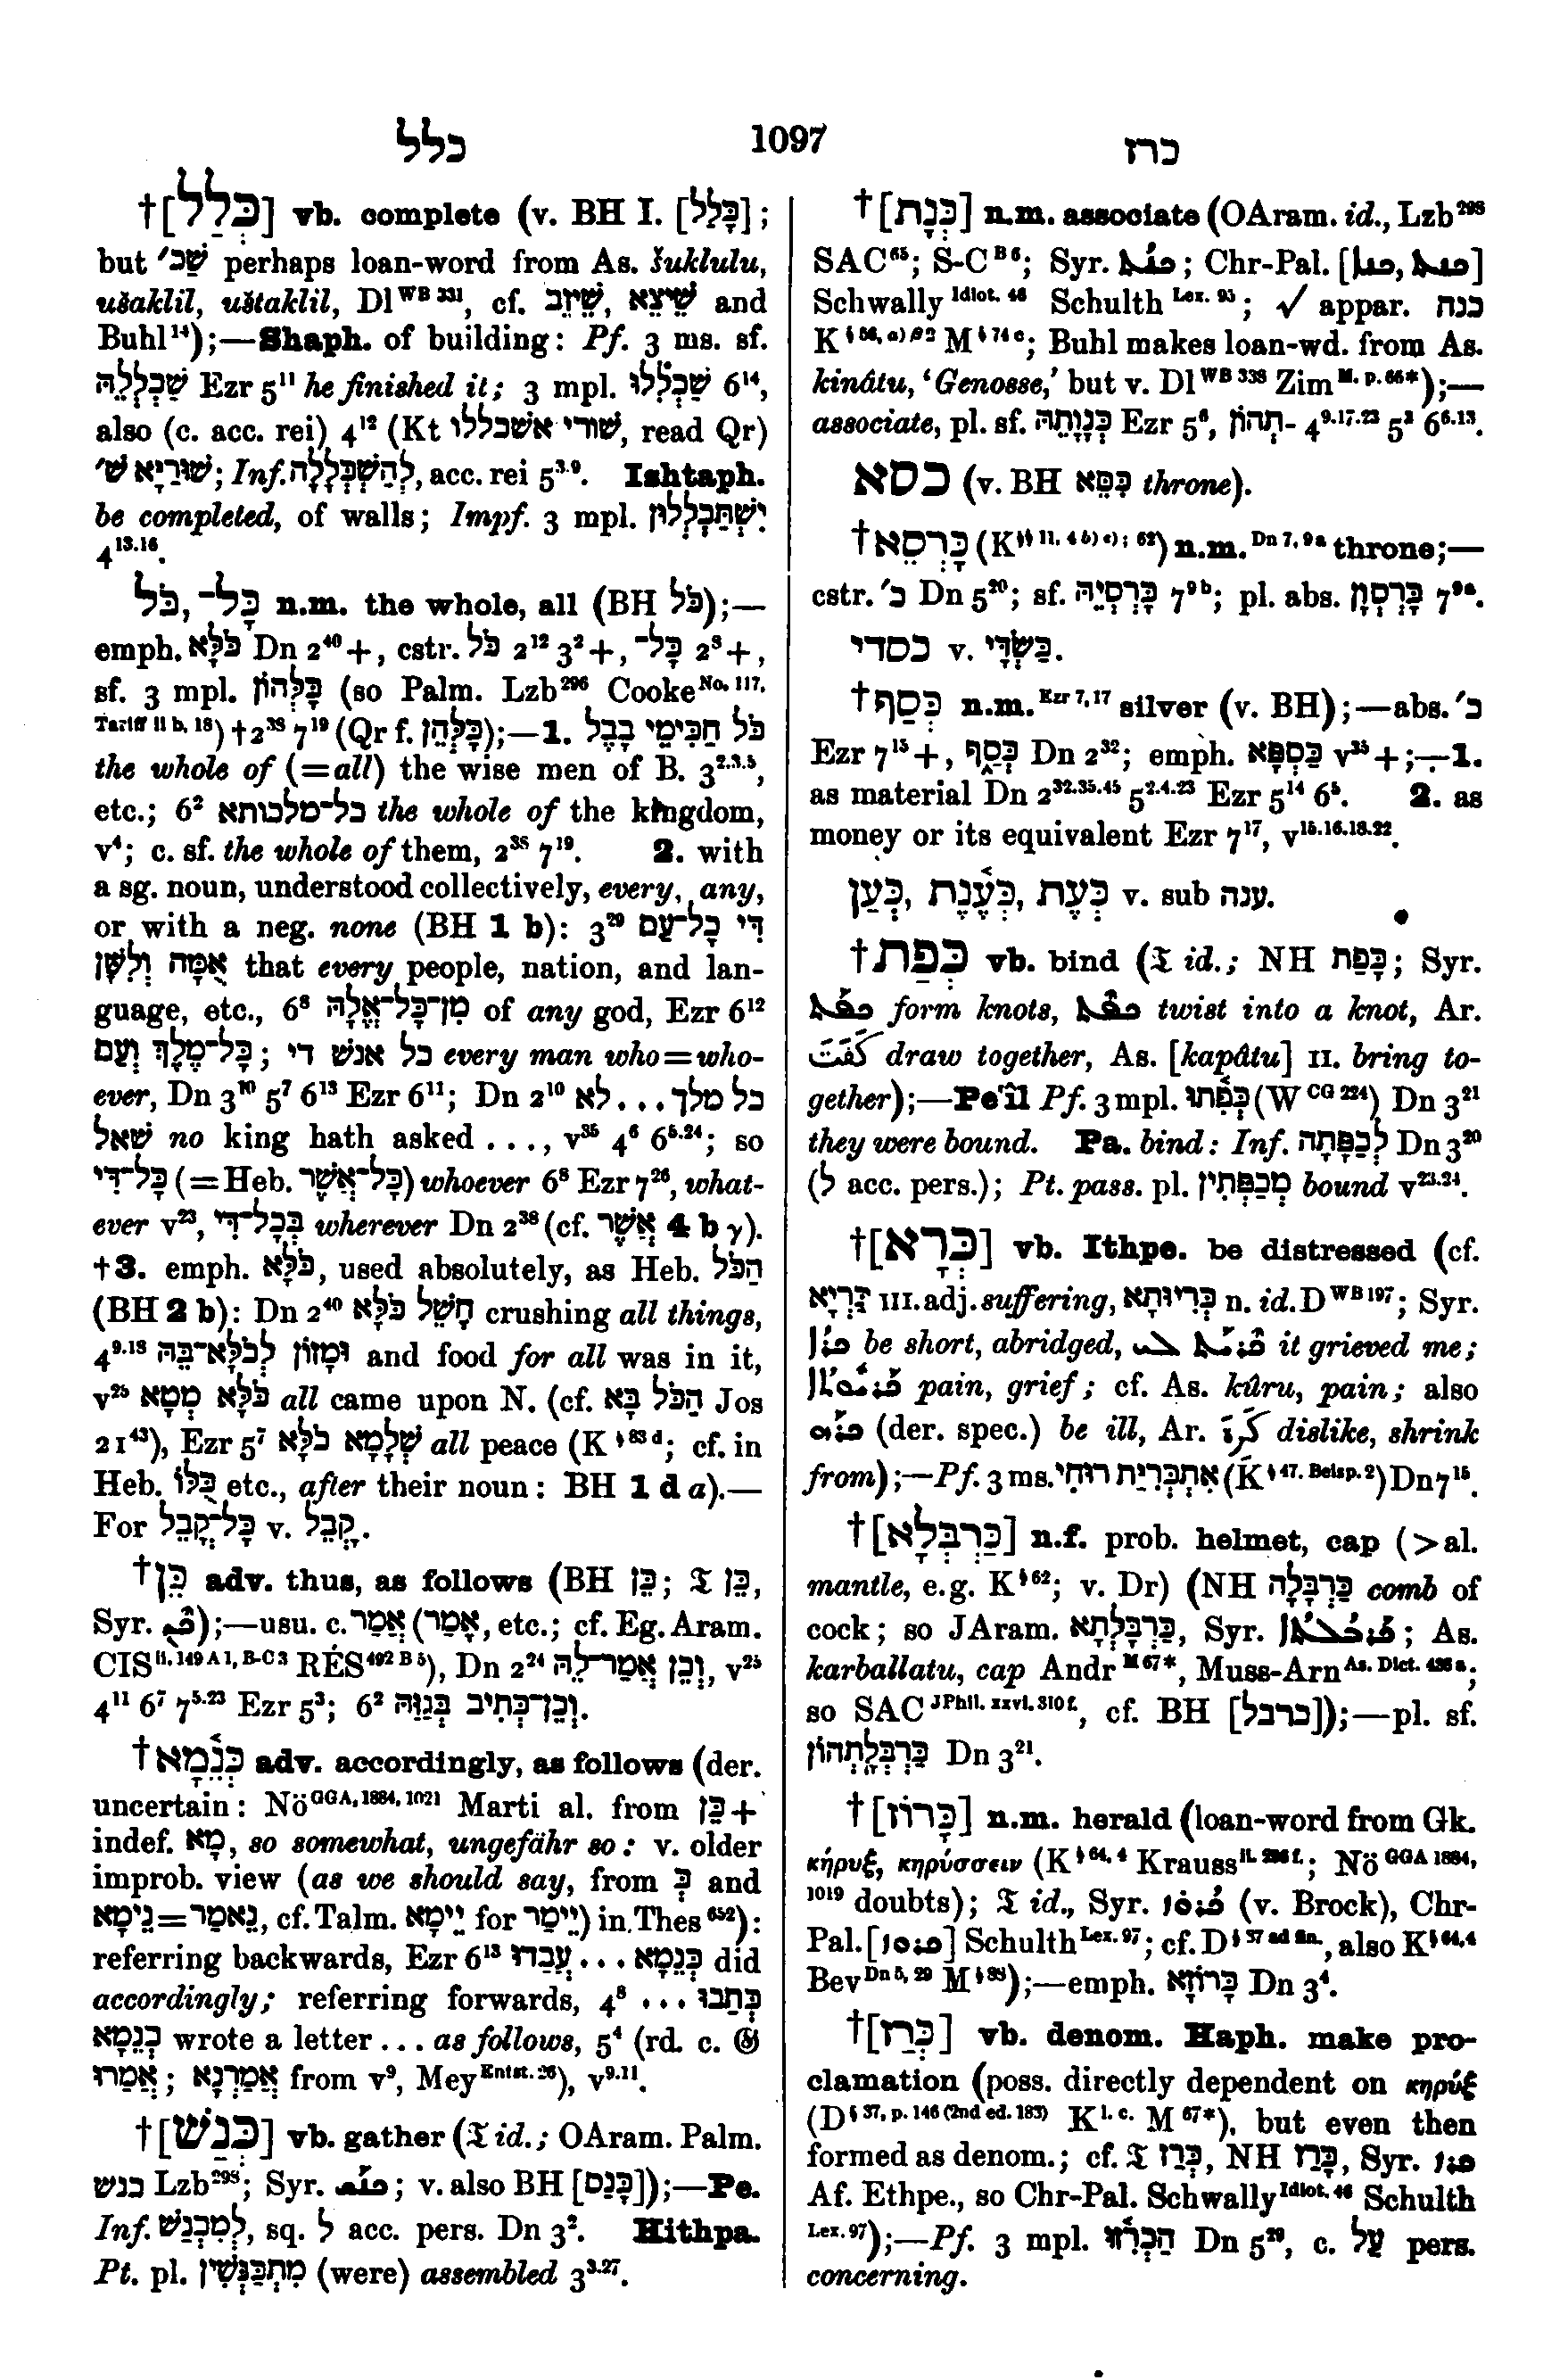 כלל 1097 כרז
†[כְּלַל] vb. complete (v. BH I. [כָּלַל];
but שַׁכ׳ perhaps loan-word from As. šuklulu,
ušaklil, uštaklil, Dl WB 331, cf. שֵׁיזִב, שֵׁיצִא and
Buhl14);—Shaph. of building: Pf. 3 ms. sf.
שַׁכְלְלֵהּ Ezr 5 11 he finished it; 3 mpl. שַׁכְלִ֫לוּ 6 14,
also (c. acc. rei) 4 12 (Kt שורי אשכללו, read Qr)
שׁוּרַיָּא שׁ׳; Inf. לְהַשְׁכְּלָלָה, acc. rei 5 3.9. Ishtaph.
be completed, of walls; Impf. 3 mpl. יִשְׁתַּכְלְלוּן
4 13.16.
כָּל־, כֹּל n.m. the whole, all (BH כֹּל);—
emph. כֹּלָּא Dn 2 40 +, cstr. כֹּל 2 12 3 2 +, כָּל־ 2 8 +,
sf. 3 mpl. כָּלְּהוֹן (so Palm. Lzb 296 Cooke No. 117,
Tariff II b, 18) †2 38 7 19 (Qr f. כָּלְּהֵן);—1. כֹּל חַכִּימֵי בָבֶל
the whole of (=all) the wise men of B. 3 2.3.5,
etc.; 6 2 כל־מלכותא the whole of the kingdom,
v 4; c. sf. the whole of them, 2 38 7 19. 2. with
a sg. noun, understood collectively, every, any,
or with a neg. none (BH 1 b): 3 29 דִּי כָל־עַם
אֻמָּה וְלִשָּׁן that every people, nation, and lan-
guage, etc., 6 8 מִן־כָּל־אֱלָהּ of any god, Ezr 6 12
כָּל־מֶלֶךְ וְעַם; כל אנש די every man who=who-
ever, Dn 3 10 5 7 6 13 Ezr 6 11; Dn 2 10 כל מלך... לא
שׁאל no king hath asked ..., v 35 4 6 6 5.24; so
כָּל־דִּי (=Heb. כָּל־אֲשֶׁר) whoever 6 8 Ezr 7 26, what-
ever v 23, בְּכָל־דִּי wherever Dn 2 38 (cf. אֲשֶׁר 4 b γ).
†3. emph. כֹּלָּא, used absolutely, as Heb. הַכֹּל
(BH 2 b): Dn 2 40 חָשֵׁל כֹּלָּא crushing all things,
4 9.18 וּמָזוֹן לְכֹלָּא־בֵהּ and food for all was in it,
v 25 כֹּלָּא מְטָא all came upon N. (cf. הַכֹּל בָּא Jos
21 43), Ezr 5 7 שְׁלָמָא כֹלָּא all peace (K § 83 d; cf. in
Heb. כֻּלּוֹ etc., after their noun: BH 1 d a).—
For כָּל־קֳבֵל v. קֳבֵל.
†כֵּן adv. thus, as follows (BH כֵּן; 𝔗 כֵּן,
Syr. ܟܶܢ);—usu. c. אֲמַר (אָמַר, etc.; cf. Eg. Aram.
CIS ii. 149 A 1, B-C 3 RÉS 492 B 5), Dn 2 24 וְכֵן אֲמַר־לֵהּ, v 25
4 11 6 7 7 5.23 Ezr 5 3; 6 2 וְכֵן־כְּתִיב בְּגַוַּהּ.
†כְּנֵ֫מָא adv. accordingly, as follows (der.
uncertain: Nö GGA, 1884, 1021 Marti al. from כֵּן +
indef. מָא, so somewhat, ungefähr so: v. older
improb. view (as we should say, from כְּ and
נֵימָא=נֵאמַר, cf. Talm. יֵימָא for יֵימַר) in Thes 652):
referring backwards, Ezr 6 13 כְּנֵמָא ... עֲבַדוּ did
accordingly; referring forwards, 4 8 ... כְּתַבוּ
כְּנֵמָא wrote a letter ... as follows, 5 4 (rd. c. 𝔊
אֲמַרוּ; אֲמַרְנָא from v 9, Mey Entst. 26), v 9.11.
†[כְּנַשׁ] vb. gather (𝔗 id.; OAram. Palm.
כנש Lzb 298; Syr. ܟܢܰܫ; v. also BH [כָּנַס]);—Pe.
Inf. לְמִכְנַשׁ, sq. לְ acc. pers. Dn 3 2. Hithpa.
Pt. pl. מִתְכַּנְּשִׁין (were) assembled 3 3.27.
†[כְּנָת] n.m. associate (OAram. id., Lzb 298
SAC 65; S-C B 6; Syr. ܟܢܳܬܐ; Chr-Pal.
Schwally Idiot. 46 Schulth Lex. 95; √ appar. כנה
K § 56, a) β 2 M § 74 c; Buhl makes loan-wd. from As.
kinâtu, ‘Genosse,’ but v. Dl WB 338 Zim M. p. 66*);—
associate, pl. sf. כְּנָוָתֵהּ Ezr 5 6, ־תְהוֹן 4 9.17.23 5 3 6 6.13.
כסא (v. BH כִּסֵּא throne).
†כָּרְסֵא (K §§ 11. 4 b) c); 62) n.m. Dn 7, 9 a throne;—
cstr. כ׳ Dn 5 20; sf. כָּרְסְיֵהּ 7 9 b; pl. abs. כָּרְסָוָן 7 9 a.
כסדי v. כַּשְׂדָּי.
†כְּסַף n.m. Ezr 7, 17 silver (v. BH);—abs. כ׳
Ezr 7 15 +, כְּסָף Dn 2 32; emph. כַּסְפָּא v 35 +;—1.
as material Dn 2 32.35.45 5 2.4.23 Ezr 5 14 6 5. 2. as
money or its equivalent Ezr 7 17, v 15.16.18.22.
כְּעַן, כְּעֶ֫נֶת, כְּעֶת v. sub ענה.
†כְּפַת vb. bind (𝔗 id.; NH כָּפַת; Syr.
form knots, twist into a knot, Ar.
كَفَتَ draw together, As. [kapâtu] II. bring to-
gether);—Pe‘îl Pf. 3 mpl. כְּפִ֫תוּ (W CG 224) Dn 3 21
they were bound. Pa. bind: Inf. לְכַפָּתָה Dn 3 20
(לְ acc. pers.); Pt. pass. pl. מְכַפְּתִין bound v 23.24.
†[כְּרָא] vb. Ithpe. be distressed (cf.
כַּרְיָא III. adj. suffering, כְּרִיוּתָא n. id. D WB 197; Syr.
be short, abridged, it grieved me;
pain, grief; cf. As. kûru, pain; also
(der. spec.) be ill, Ar. dislike, shrink
from);—Pf. 3 ms. אִתְכְּרִיַּת רוּחִי (K § 47. Beisp. 2) Dn 7 15.
†[כַּרְבְּלָא] n.f. prob. helmet, cap (>al.
mantle, e.g. K § 62; v. Dr) (NH כַּרְבָּלָה comb of
cock; so JAram. כַּרְבָּלְתָא, Syr. ; As.
karballatu, cap Andr M 67*, Muss-Arn As. Dict. 436 a;
so SAC JPhil. xxvi. 310 f., cf. BH [כרבל]);—pl. sf.
כַּרְבְּלָתְהוֹן Dn 3 21.
†[כָּרוֹז] n.m. herald (loan-word from Gk.
κήρυξ, κηρύσσειν (K § 64, 4 Krauss ii. 296 f.; Nö GGA 1884,
1019 doubts); 𝔗 id., Syr. ܟܳܪܘܙܐ (v. Brock), Chr-
Pal. Schulth Lex. 97; cf. D § 37 ad fin., also K § 64, 4
Bev Dn 5, 29 M § 88);—emph. כָּרוֹזָא Dn 3 4.
†[כְּרַז] vb. denom. Haph. make pro-
clamation (poss. directly dependent on κηρύξ
(D § 37, p. 146 (2nd ed. 183) K l. c. M 67*), but even then
formed as denom.; cf. 𝔗 כְּרַז, NH כָּרַז, Syr. ܟܪܙ
Af. Ethpe., so Chr-Pal. Schwally Idiot. 46 Schulth
Lex. 97);—Pf. 3 mpl. הַכְרִ֫זוּ Dn 5 29, c. עַל pers.
concerning.